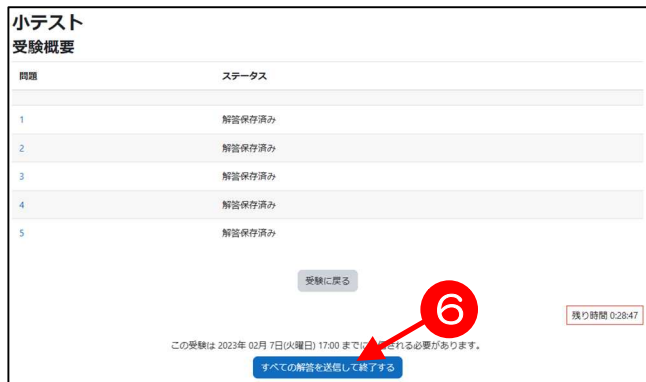 小テスト
受験概要
問題 ステータス
1 解答保存済み
2 解答保存済み
3 解答保存済み
4 解答保存済み
5 解答保存済み
受験に戻る
6
残り時間 0:28:47
この受験は 2023年 02月 7日(火曜日) 17:00 までに される必要があります。
すべての解答を送信して終了する